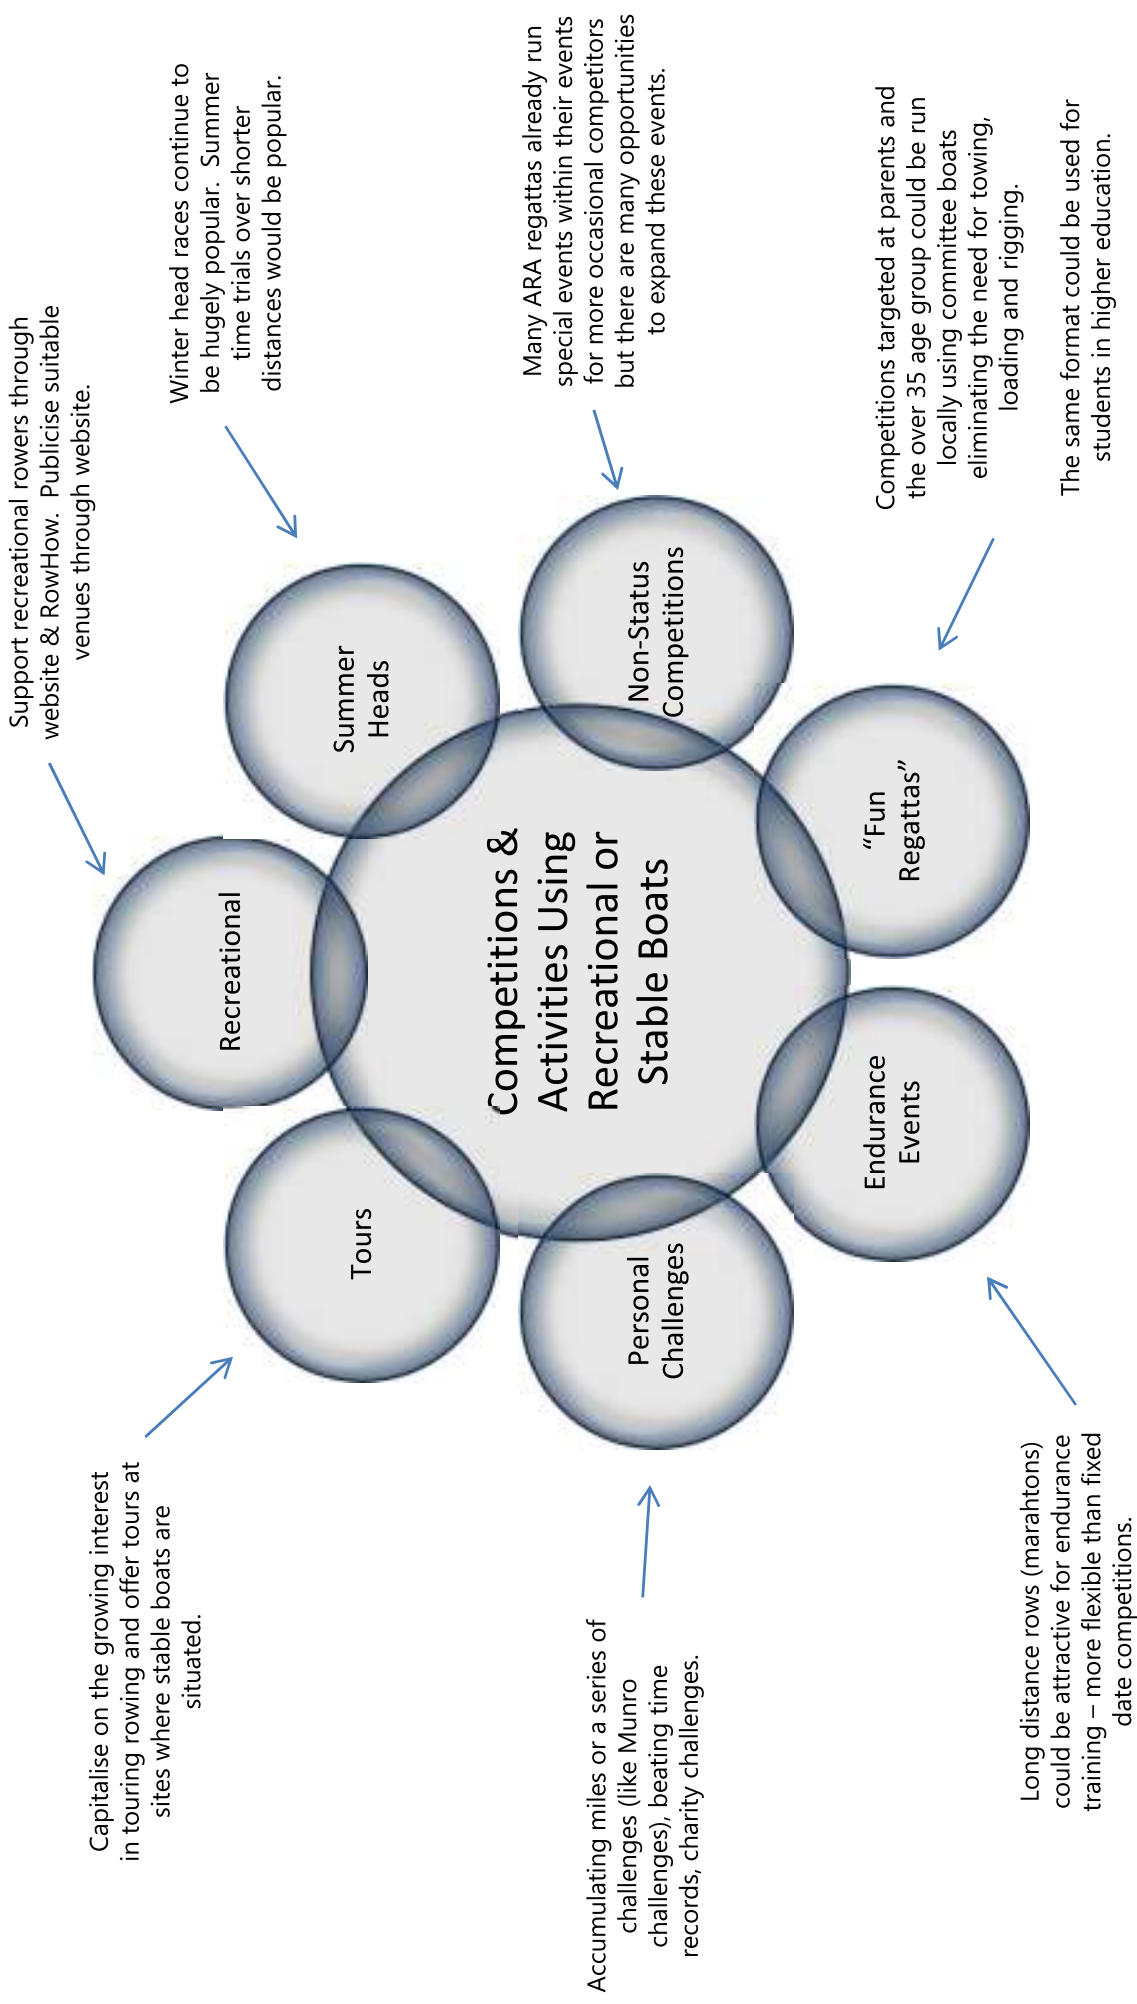 Support recreational rowers through
website & RowHow.  Publicise suitable
venues through website.
Winter head races continue to
be hugely popular.  Summer
time trials over shorter
distances would be popular.
Many ARA regattas already run
special events within their events
for more occasional competitors
but there are many opportunities
to expand these events.
Competitions targeted at parents and
the over 35 age group could be run
locally using committee boats
eliminating the need for towing,
loading and rigging.
The same format could be used for
students in higher education.
Long distance rows (marahtons)
could be attractive for endurance
training – more flexible than fixed
date competitions.
Accumulating miles or a series of
challenges (like Munro
challenges), beating time
records, charity challenges.
Capitalise on the growing interest
in touring rowing and offer tours at
sites where stable boats are
situated.
Competitions &
Activities Using
Recreational or
Stable Boats
Recreational
Summer
Heads
Non-Status
Competitions
“Fun
Regattas”
Endurance
Events
Personal
Challenges
Tours